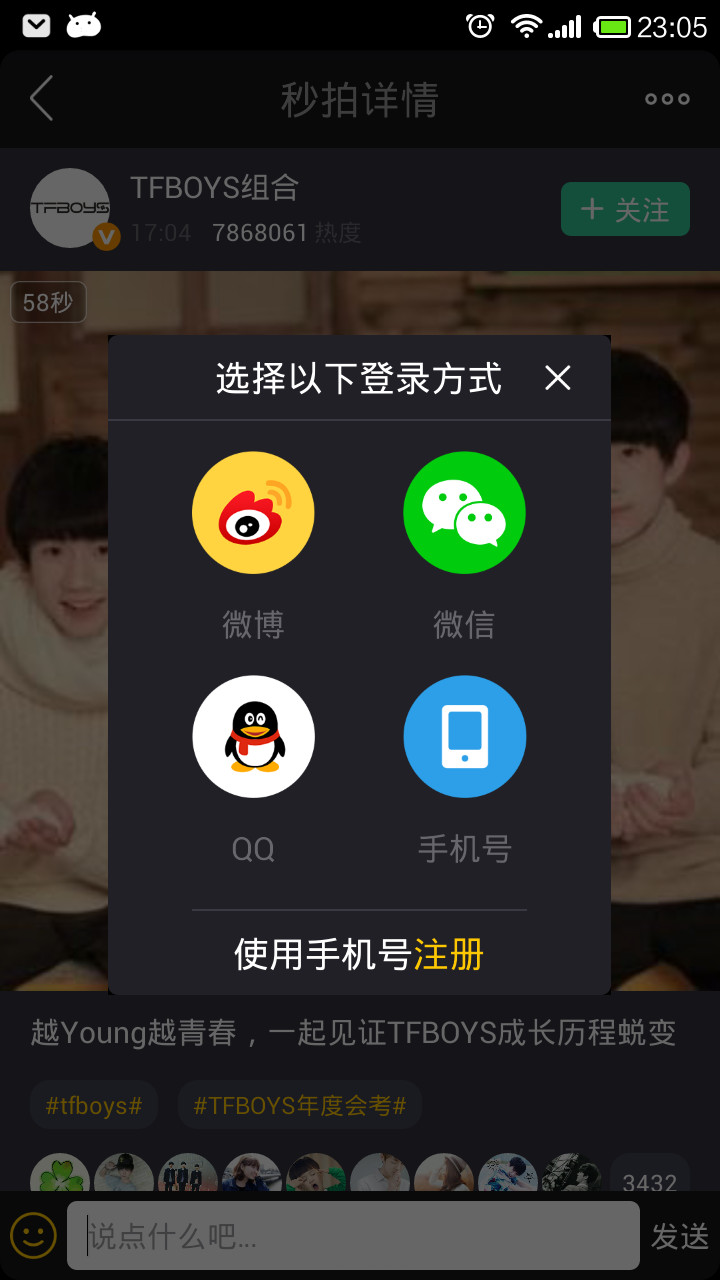 23:05
秒拍详情
TFBOYS组合
TFBOYS
17:04 7868061 热度
+ 关注
58秒
选择以下登录方式
微博
微信
QQ
手机号
使用手机号注册
越Young越青春，一起见证TFBOYS成长历程蜕变
#tfboys#
#TFBOYS年度会考#
3432
说点什么吧...
发送